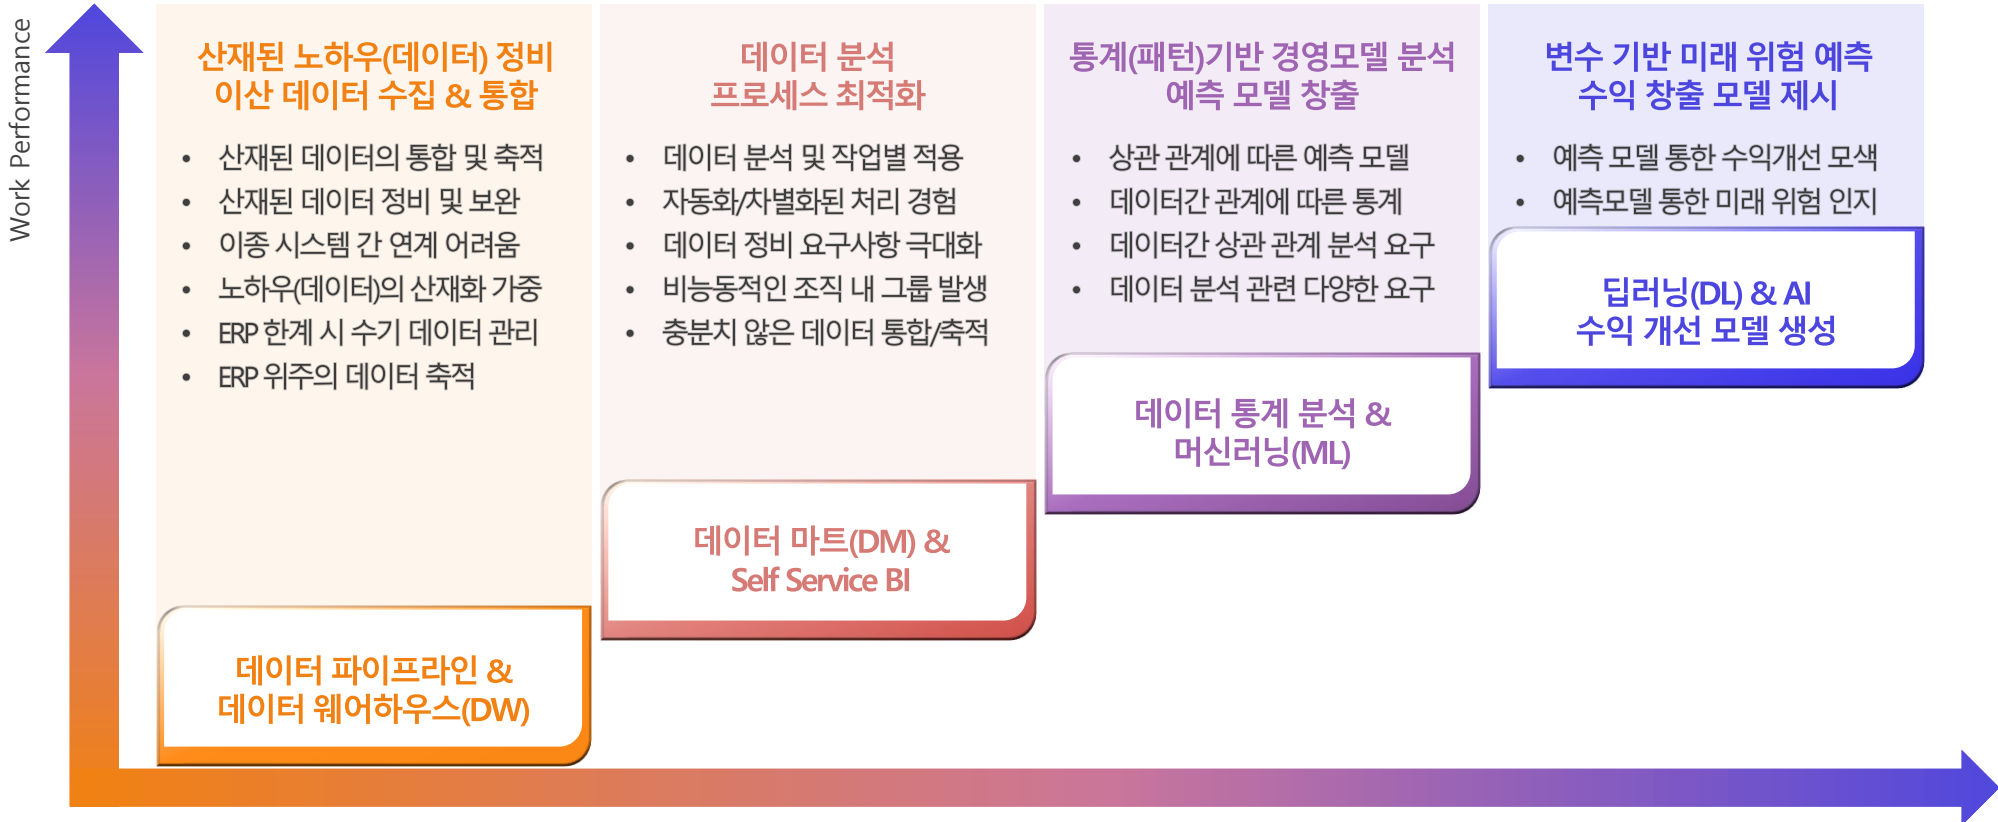 Work Performance
산재된 노하우(데이터) 정비
이산 데이터 수집 & 통합
• 산재된 데이터의 통합 및 축적
• 산재된 데이터 정비 및 보완
• 이종 시스템 간 연계 어려움
• 노하우(데이터)의 산재화 가중
• ERP 한계 시 수기 데이터 관리
• ERP 위주의 데이터 축적
데이터 파이프라인 &
데이터 웨어하우스(DW)
데이터 분석
프로세스 최적화
• 데이터 분석 및 작업별 적용
• 자동화/차별화된 처리 경험
• 데이터 정비 요구사항 극대화
• 비능동적인 조직 내 그룹 발생
• 충분치 않은 데이터 통합/축적
데이터 마트(DM) &
Self Service BI
통계(패턴)기반 경영모델 분석
예측 모델 창출
• 상관 관계에 따른 예측 모델
• 데이터간 관계에 따른 통계
• 데이터간 상관 관계 분석 요구
• 데이터 분석 관련 다양한 요구
데이터 통계 분석 &
머신러닝(ML)
변수 기반 미래 위험 예측
수익 창출 모델 제시
• 예측 모델 통한 수익개선 모색
• 예측모델 통한 미래 위험 인지
딥러닝(DL) & AI
수익 개선 모델 생성